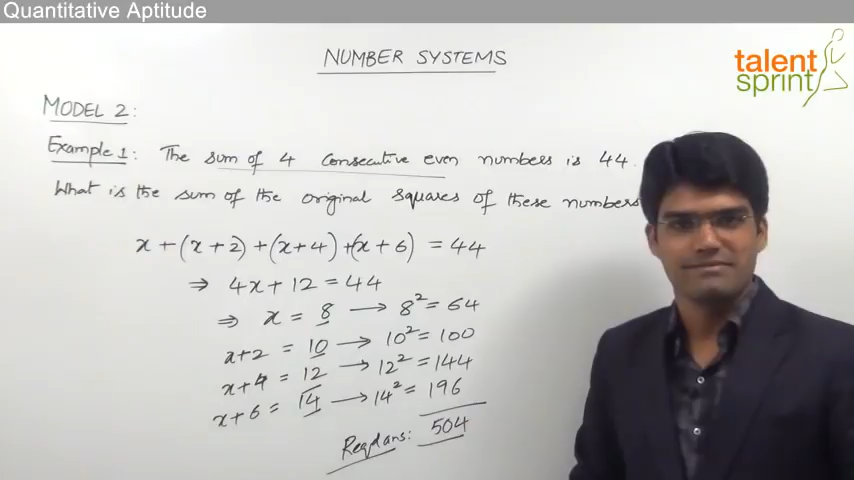 Quantitative Aptitude
NUMBER SYSTEMS
talent
sprint
MODEL 2:
Example 1: The sum of 4 consecutive even numbers is 44.
What is the sum of the original squares of these numbers
x + (x+2) + (x+4) + (x+6) = 44
⇒ 4x + 12 = 44
⇒ x = 8 → 8² = 64
x+2 = 10 → 10² = 100
x+4 = 12 → 12² = 144
x+6 = 14 → 14² = 196
Reqd ans: 504